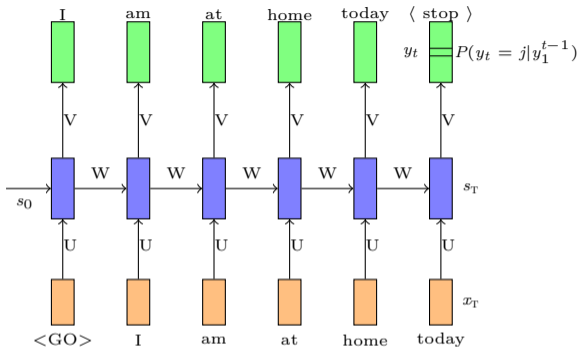 I am at home today ⟨ stop ⟩
y_t P(y_t = j|y_1^{t−1})
V V V V V V
W W W W W
s_0 s_T
U U U U U U
x_T
<GO> I am at home today